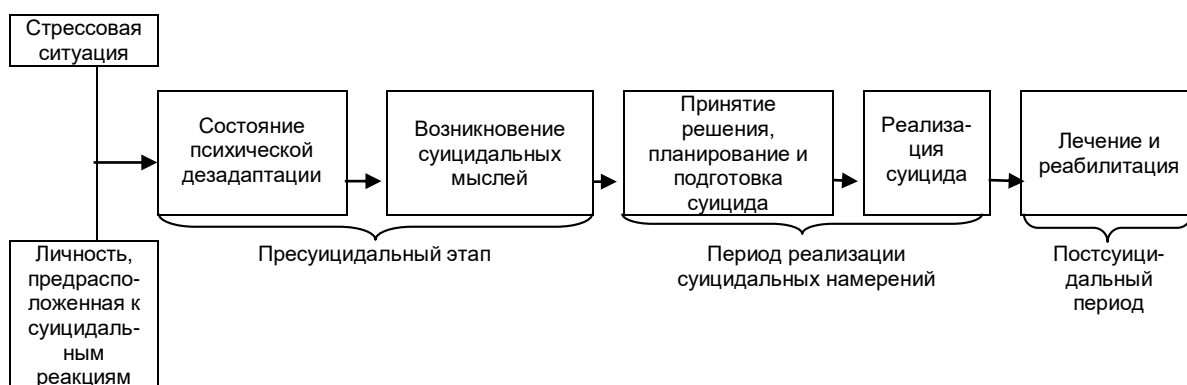 Стрессовая
ситуация
Состояние
психической
дезадаптации
Возникновение
суицидальных
мыслей
Принятие
решения,
планирование и
подготовка
суицида
Реализа-
ция
суицида
Лечение и
реабилитация
Личность,
предраспо-
ложенная к
суицидаль-
ным
реакциям
Пресуицидальный этап
Период реализации
суицидальных намерений
Постсуици-
дальный
период